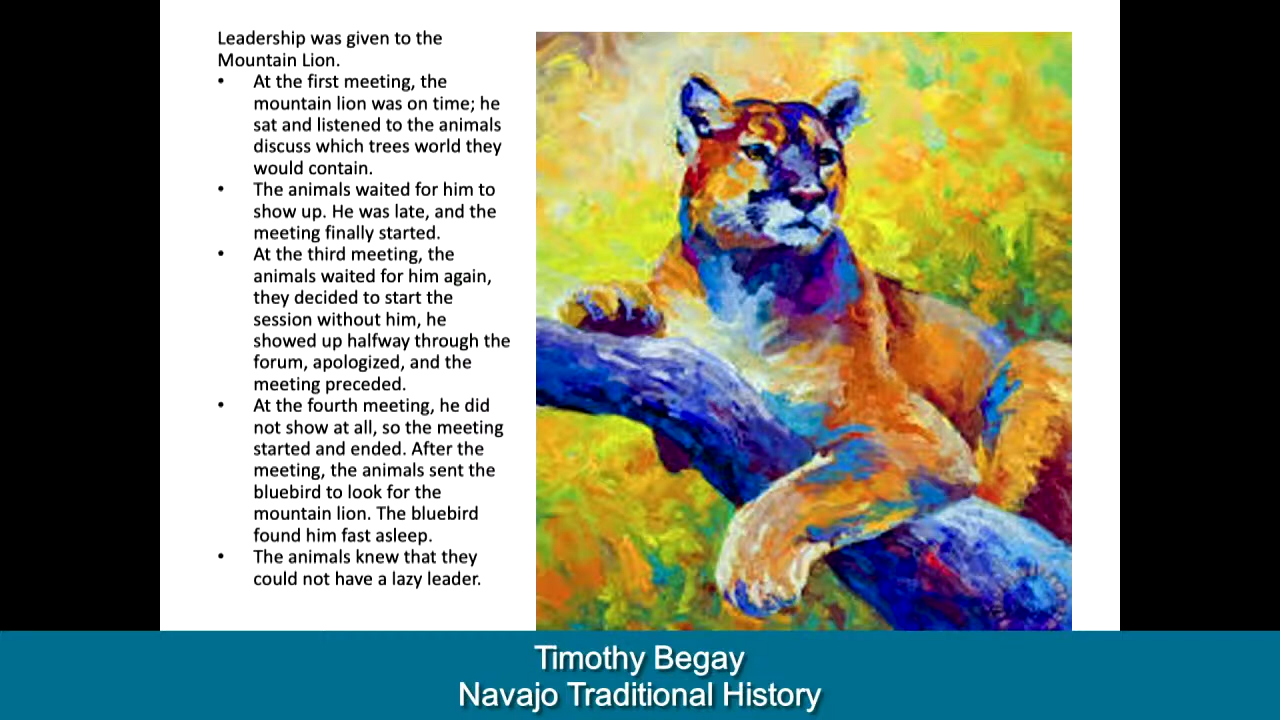 Leadership was given to the
Mountain Lion.
• At the first meeting, the
mountain lion was on time; he
sat and listened to the animals
discuss which trees world they
would contain.
• The animals waited for him to
show up. He was late, and the
meeting finally started.
• At the third meeting, the
animals waited for him again,
they decided to start the
session without him, he
showed up halfway through the
forum, apologized, and the
meeting preceded.
• At the fourth meeting, he did
not show at all, so the meeting
started and ended. After the
meeting, the animals sent the
bluebird to look for the
mountain lion. The bluebird
found him fast asleep.
• The animals knew that they
could not have a lazy leader.
Timothy Begay
Navajo Traditional History